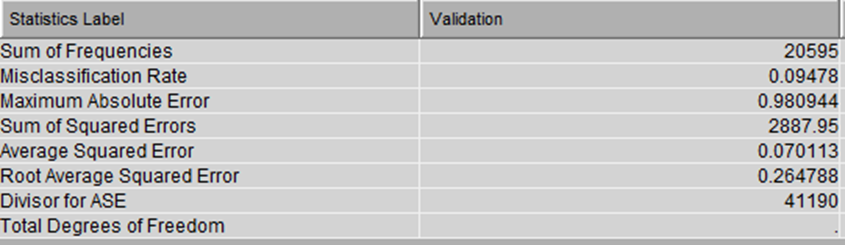 Statistics Label Validation
Sum of Frequencies 20595
Misclassification Rate 0.09478
Maximum Absolute Error 0.980944
Sum of Squared Errors 2887.95
Average Squared Error 0.070113
Root Average Squared Error 0.264788
Divisor for ASE 41190
Total Degrees of Freedom .